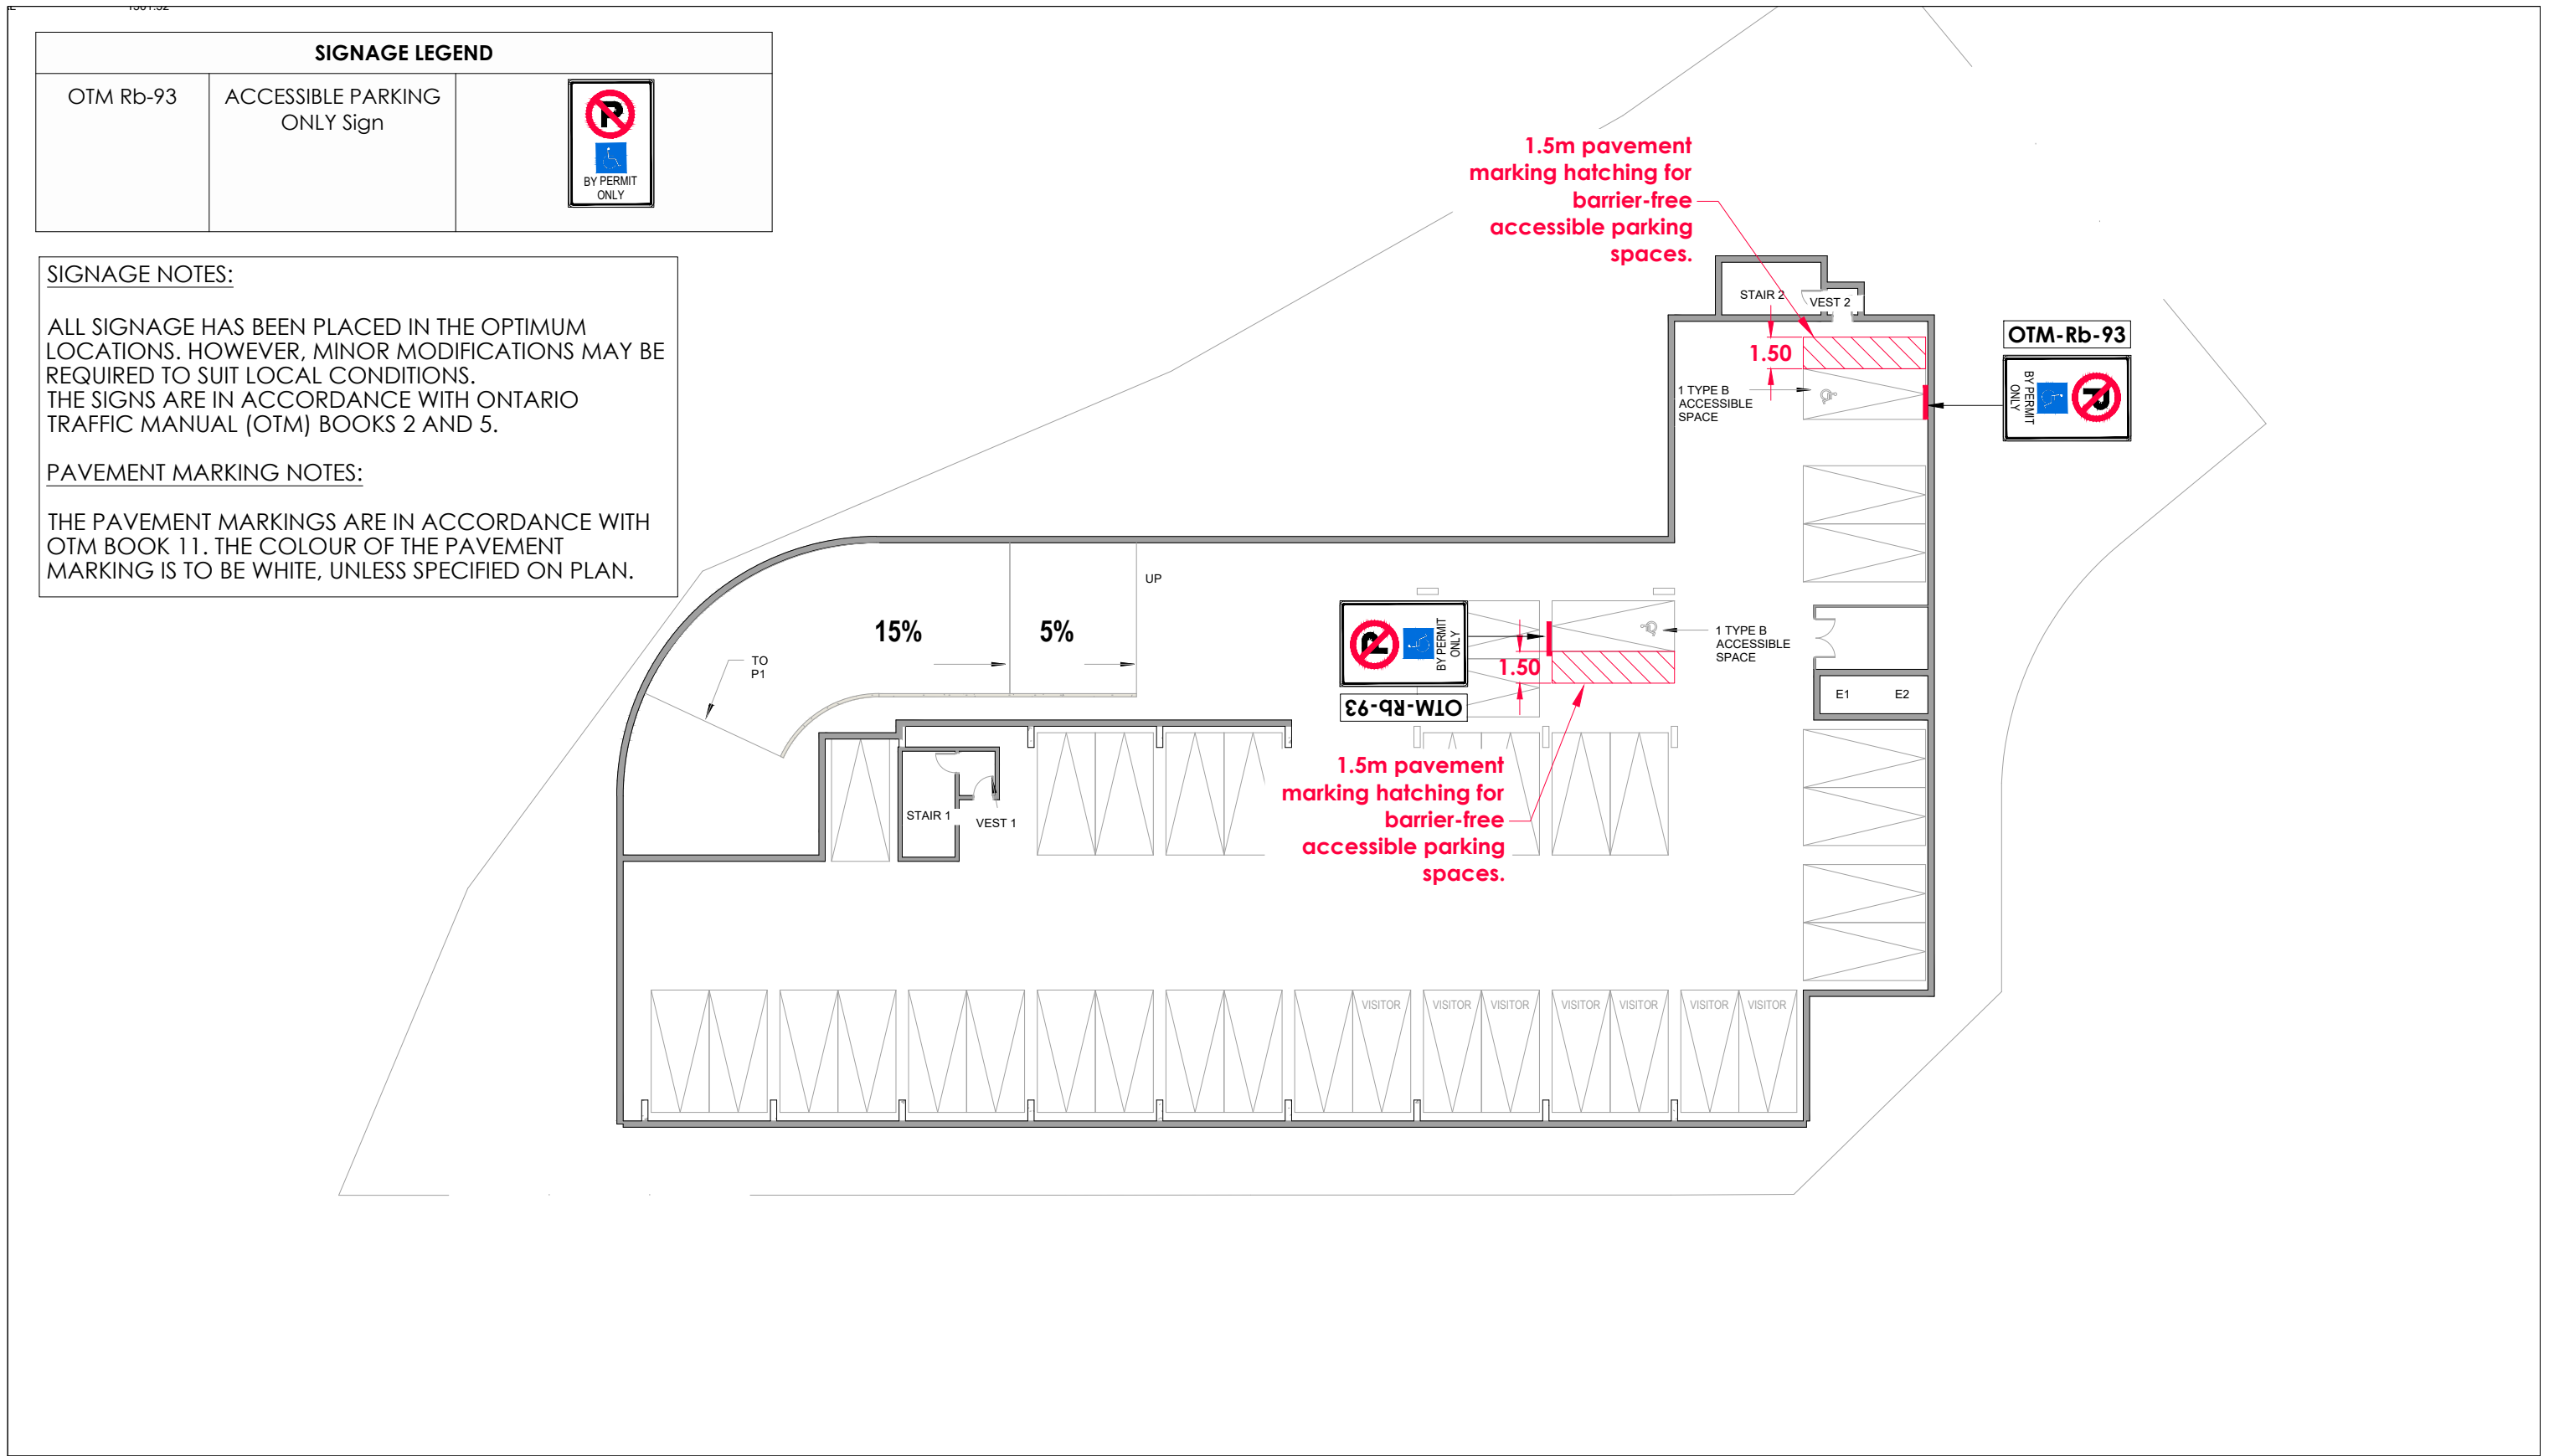 SIGNAGE LEGEND
OTM Rb-93
ACCESSIBLE PARKING
ONLY Sign
P
BY PERMIT
ONLY
SIGNAGE NOTES:
ALL SIGNAGE HAS BEEN PLACED IN THE OPTIMUM
LOCATIONS. HOWEVER, MINOR MODIFICATIONS MAY BE
REQUIRED TO SUIT LOCAL CONDITIONS.
THE SIGNS ARE IN ACCORDANCE WITH ONTARIO
TRAFFIC MANUAL (OTM) BOOKS 2 AND 5.
PAVEMENT MARKING NOTES:
THE PAVEMENT MARKINGS ARE IN ACCORDANCE WITH
OTM BOOK 11. THE COLOUR OF THE PAVEMENT
MARKING IS TO BE WHITE, UNLESS SPECIFIED ON PLAN.
1.5m pavement
marking hatching for
barrier-free
accessible parking
spaces.
STAIR 2
VEST 2
1.50
1 TYPE B
ACCESSIBLE
SPACE
OTM-Rb-93
P
BY PERMIT
ONLY
UP
15%
5%
TO
P1
P
BY PERMIT
ONLY
OTM-Rb-93
1.50
1 TYPE B
ACCESSIBLE
SPACE
E1
E2
STAIR 1
VEST 1
1.5m pavement
marking hatching for
barrier-free
accessible parking
spaces.
VISITOR
VISITOR
VISITOR
VISITOR
VISITOR
VISITOR
VISITOR